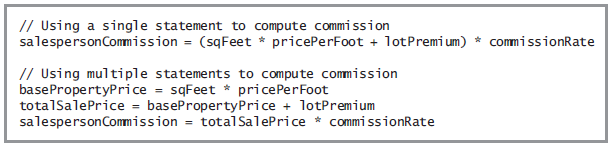 // Using a single statement to compute commission
salespersonCommission = (sqFeet * pricePerFoot + lotPremium) * commissionRate
// Using multiple statements to compute commission
basePropertyPrice = sqFeet * pricePerFoot
totalSalePrice = basePropertyPrice + lotPremium
salespersonCommission = totalSalePrice * commissionRate